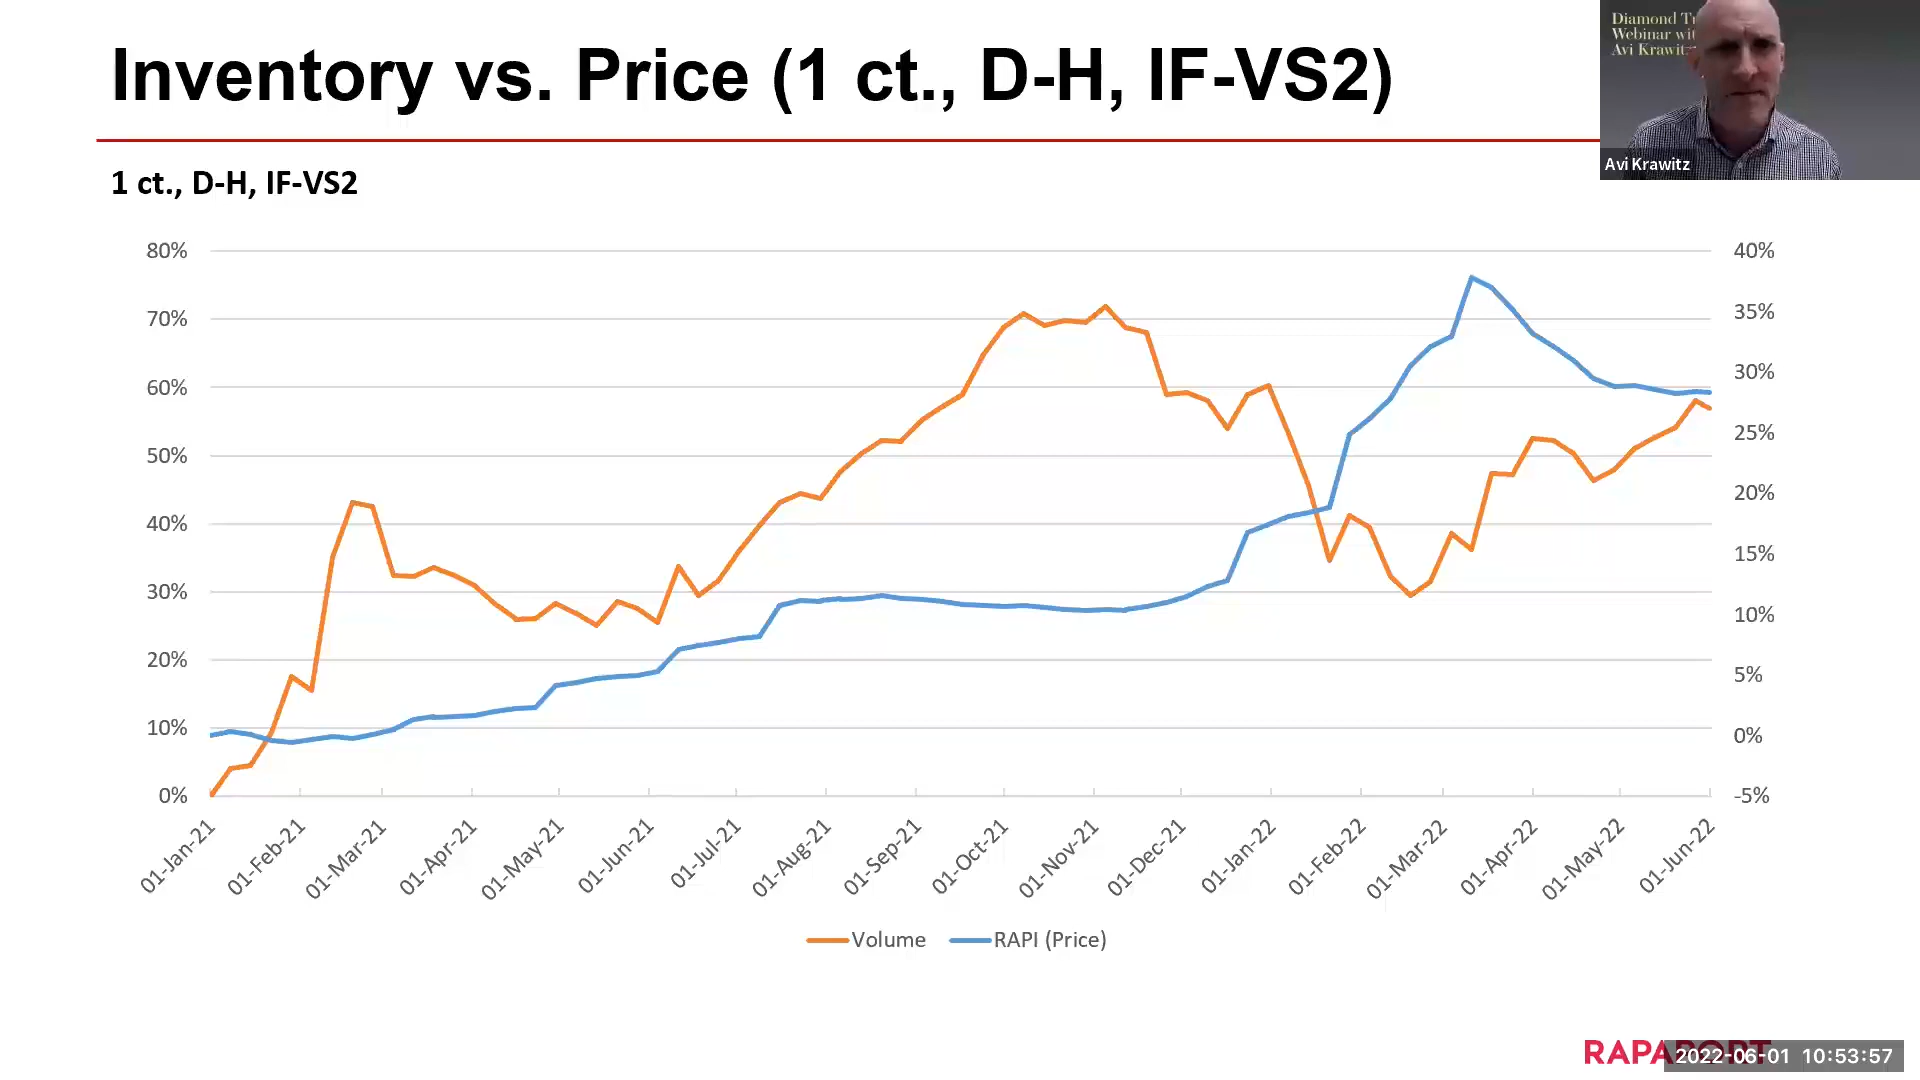 Inventory vs. Price (1 ct., D-H, IF-VS2)
Diamond
Webinar
Avi Krawitz
Avi Krawitz
1 ct., D-H, IF-VS2
80%
70%
60%
50%
40%
30%
20%
10%
0%
40%
35%
30%
25%
20%
15%
10%
5%
0%
-5%
01-Jan-21
01-Feb-21
01-Mar-21
01-Apr-21
01-May-21
01-Jun-21
01-Jul-21
01-Aug-21
01-Sep-21
01-Oct-21
01-Nov-21
01-Dec-21
01-Jan-22
01-Feb-22
01-Mar-22
01-Apr-22
01-May-22
01-Jun-22
Volume
RAPI (Price)
RAPAPORT
2022-06-01 10:53:57